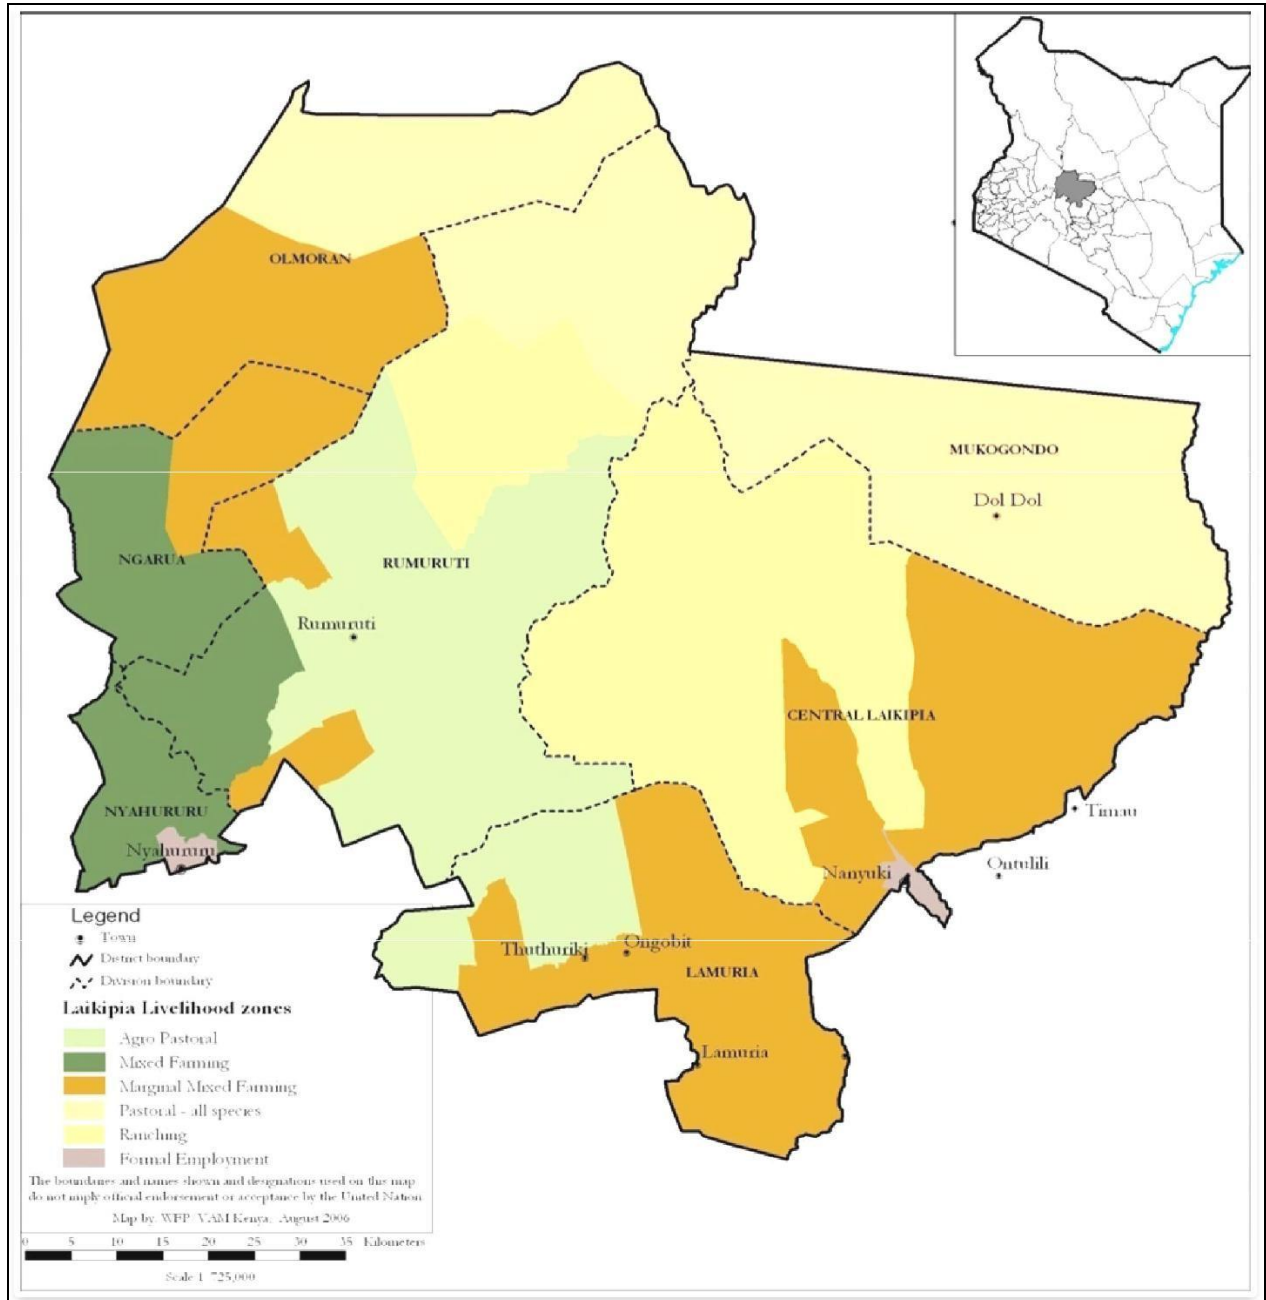 OLMORAN
MUKOGONDO
Dol Dol
NGARUA
RUMURUTI
Rumuruti
CENTRAL LAIKIPIA
NYAHURURU
Timau
Nyahururu
Nanyuki
Ontulili
Thuthuriki
Ongobit
LAMURIA
Lamuria
Legend
Town
District boundary
Division boundary
Laikipia Livelihood zones
Agro Pastoral
Mixed Farming
Marginal Mixed Farming
Pastoral - all species
Ranching
Formal Employment
The boundaries and names shown and designations used on this map
do not imply official endorsement or acceptance by the United Nation
Map by: WFP/VAM Kenya, August 2006
0 5 10 15 20 25 30 35 Kilometers
Scale 1 725,000